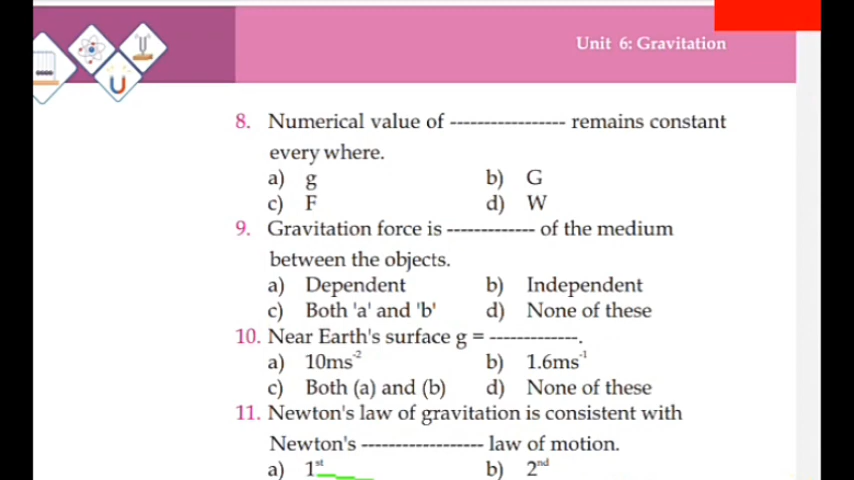 Unit 6: Gravitation
8. Numerical value of ----------------- remains constant
every where.
a) g b) G
c) F d) W
9. Gravitation force is ------------- of the medium
between the objects.
a) Dependent b) Independent
c) Both 'a' and 'b' d) None of these
10. Near Earth's surface g = -------------.
a) 10ms⁻² b) 1.6ms⁻¹
c) Both (a) and (b) d) None of these
11. Newton's law of gravitation is consistent with
Newton's ------------------ law of motion.
a) 1ˢᵗ b) 2ⁿᵈ